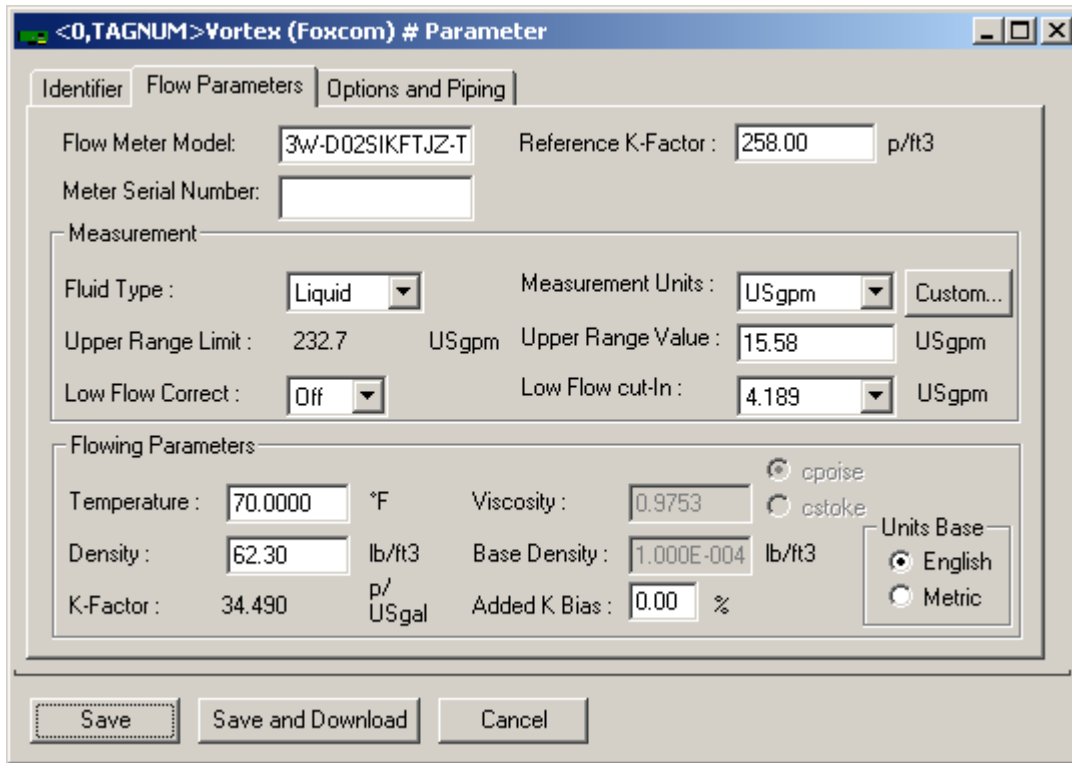 <0,TAGNUM>Vortex (Foxcom) # Parameter
Identifier Flow Parameters Options and Piping
Flow Meter Model: 3W-D02SIKFTJZ-T Reference K-Factor : 258.00 p/ft3
Meter Serial Number:
Measurement
Fluid Type : Liquid Measurement Units : USgpm Custom...
Upper Range Limit : 232.7 USgpm Upper Range Value : 15.58 USgpm
Low Flow Correct : Off Low Flow cut-In : 4.189 USgpm
Flowing Parameters
Temperature : 70.0000 °F Viscosity : 0.9753 cpoise
cstoke
Units Base
Density : 62.30 lb/ft3 Base Density : 1.000E-004 lb/ft3 English
K-Factor : 34.490 p/ USgal Added K Bias : 0.00 % Metric
Save Save and Download Cancel